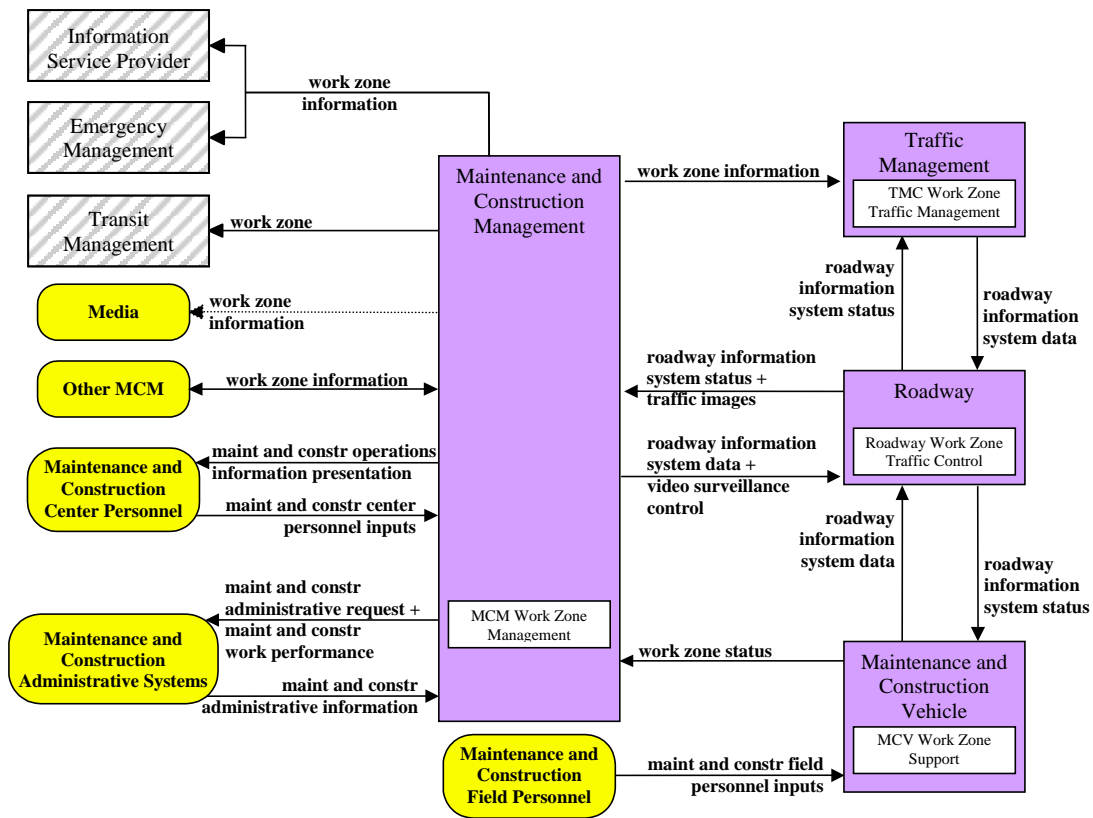 Information
Service Provider
work zone
information
Emergency
Management
Transit
Management
work zone
Media
work zone
information
Other MCM
work zone information
Maintenance and
Construction
Center Personnel
maint and constr operations
information presentation
maint and constr center
personnel inputs
Maintenance and
Construction
Administrative Systems
maint and constr
administrative request +
maint and constr
work performance
maint and constr
administrative information
Maintenance and
Construction
Management
MCM Work Zone
Management
Maintenance and
Construction
Field Personnel
maint and constr field
personnel inputs
work zone information
Traffic
Management
TMC Work Zone
Traffic Management
roadway
information
system status
roadway
information
system data
roadway information
system status +
traffic images
Roadway
Roadway Work Zone
Traffic Control
roadway information
system data +
video surveillance
control
roadway
information
system data
roadway
information
system status
work zone status
Maintenance and
Construction
Vehicle
MCV Work Zone
Support